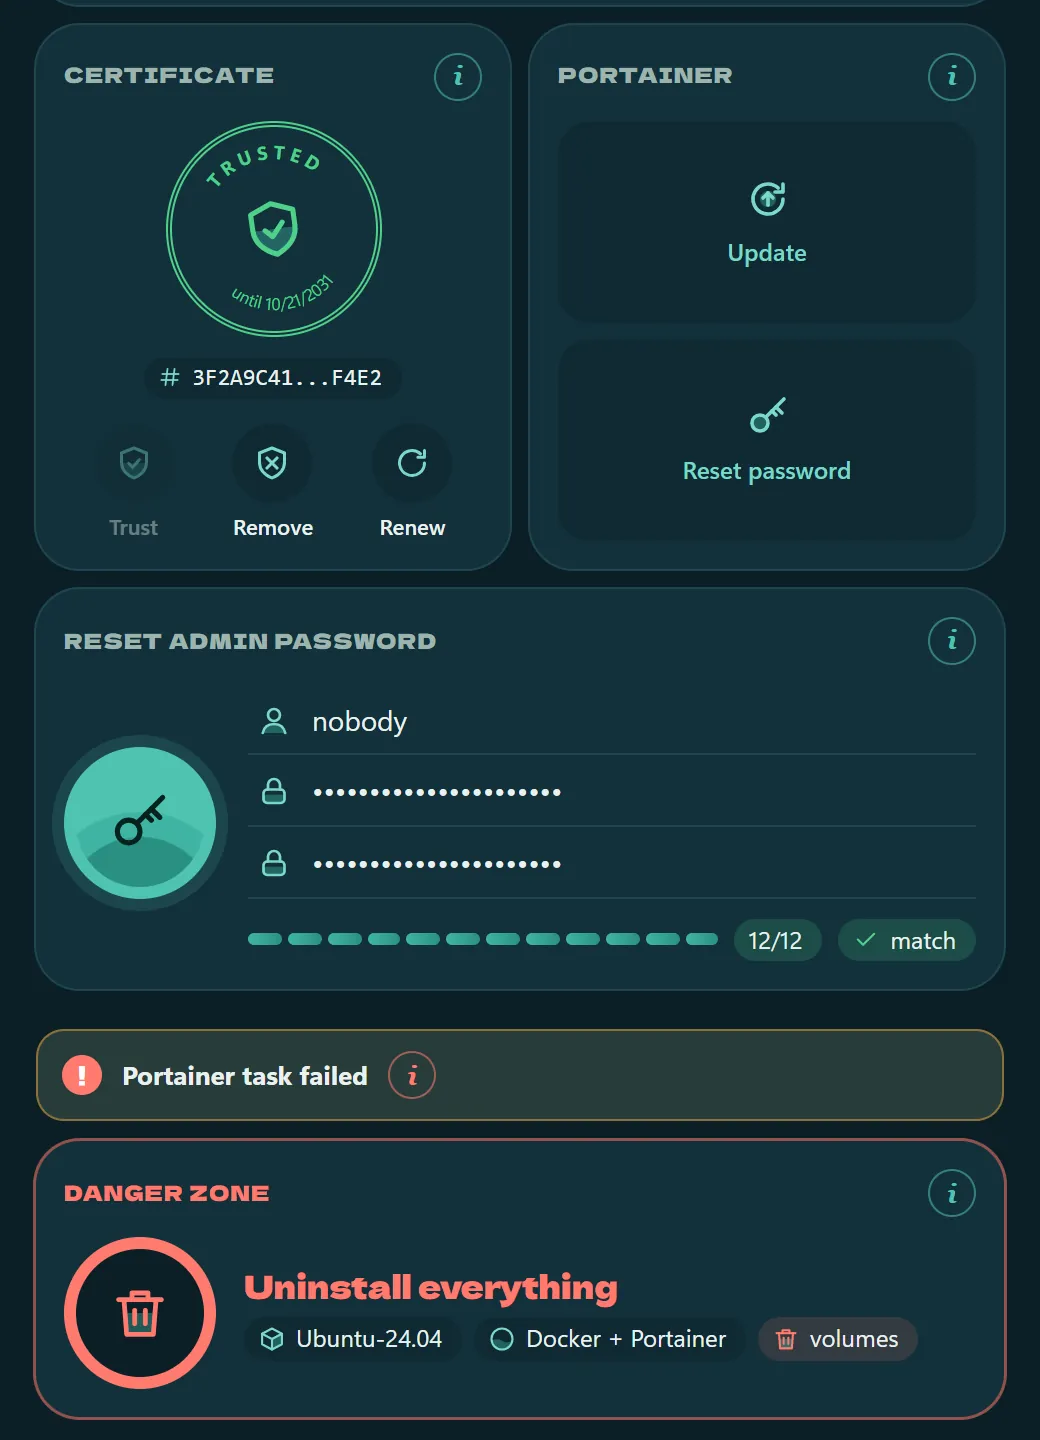 CERTIFICATE
TRUSTED
until 10/21/2031
# 3F2A9C41...F4E2
Trust
Remove
Renew
PORTAINER
Update
Reset password
RESET ADMIN PASSWORD
nobody
••••••••••••••••••••••
••••••••••••••••••••••
12/12
match
Portainer task failed
DANGER ZONE
Uninstall everything
Ubuntu-24.04
Docker + Portainer
volumes